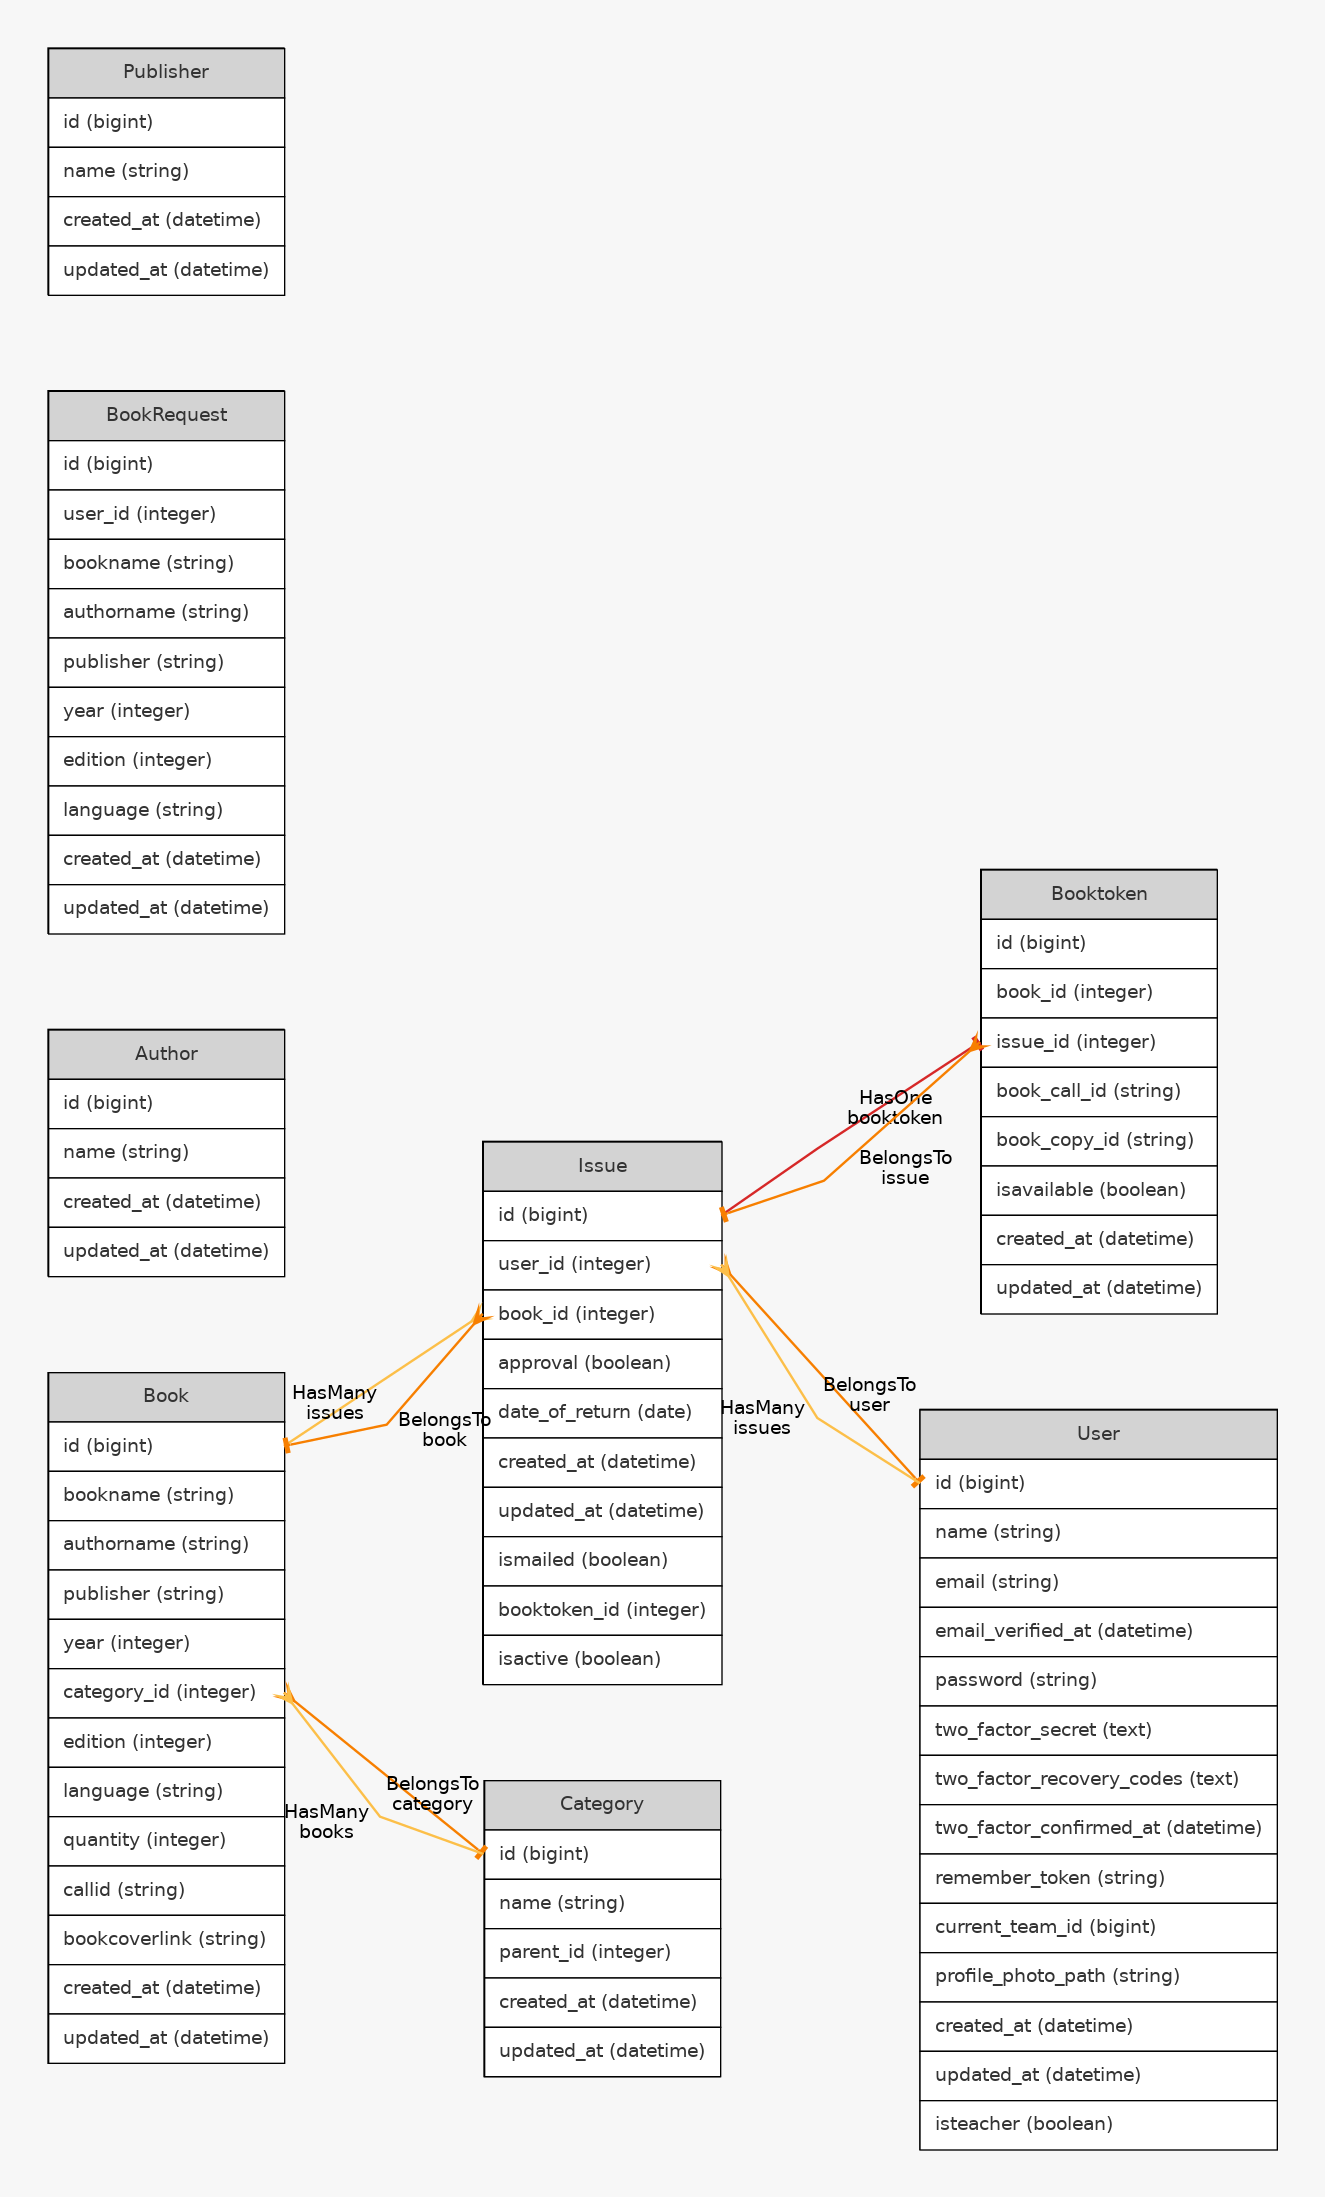 Publisher
id (bigint)
name (string)
created_at (datetime)
updated_at (datetime)
BookRequest
id (bigint)
user_id (integer)
bookname (string)
authorname (string)
publisher (string)
year (integer)
edition (integer)
language (string)
created_at (datetime)
updated_at (datetime)
Author
id (bigint)
name (string)
created_at (datetime)
updated_at (datetime)
Book
id (bigint)
bookname (string)
authorname (string)
publisher (string)
year (integer)
category_id (integer)
edition (integer)
language (string)
quantity (integer)
callid (string)
bookcoverlink (string)
created_at (datetime)
updated_at (datetime)
HasMany
issues
BelongsTo
book
BelongsTo
category
HasMany
books
Issue
id (bigint)
user_id (integer)
book_id (integer)
approval (boolean)
date_of_return (date)
created_at (datetime)
updated_at (datetime)
ismailed (boolean)
booktoken_id (integer)
isactive (boolean)
Category
id (bigint)
name (string)
parent_id (integer)
created_at (datetime)
updated_at (datetime)
HasOne
booktoken
BelongsTo
issue
BelongsTo
user
HasMany
issues
Booktoken
id (bigint)
book_id (integer)
issue_id (integer)
book_call_id (string)
book_copy_id (string)
isavailable (boolean)
created_at (datetime)
updated_at (datetime)
User
id (bigint)
name (string)
email (string)
email_verified_at (datetime)
password (string)
two_factor_secret (text)
two_factor_recovery_codes (text)
two_factor_confirmed_at (datetime)
remember_token (string)
current_team_id (bigint)
profile_photo_path (string)
created_at (datetime)
updated_at (datetime)
isteacher (boolean)